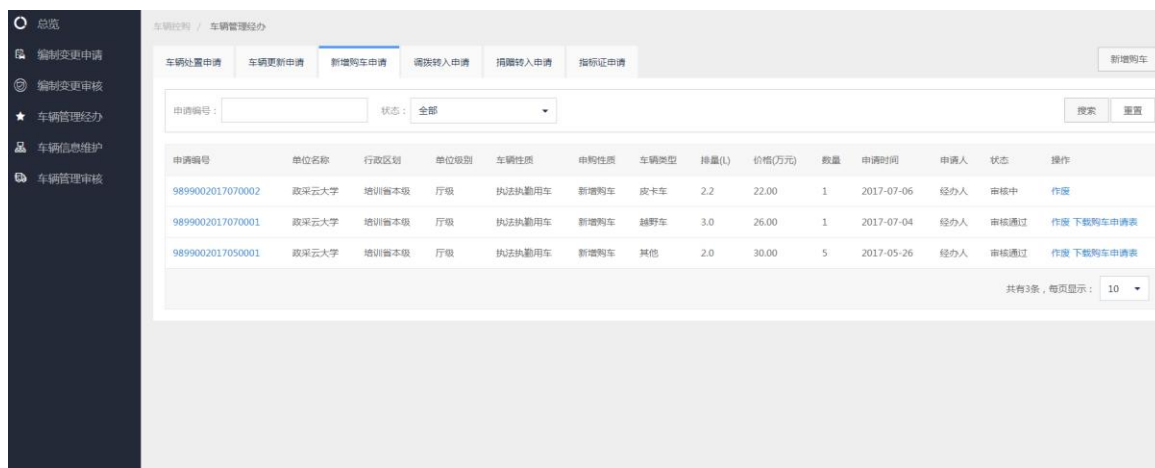 总览
编制变更申请
编制变更审核
车辆管理经办
车辆信息维护
车辆管理审核
车辆控购 / 车辆管理经办
车辆处置申请 车辆更新申请 新增购车申请 调拨转入申请 捐赠转入申请 指标证申请 新增购车
申请编号： 状态： 全部 搜索 重置
申请编号 单位名称 行政区划 单位级别 车辆性质 申购性质 车辆类型 排量(L) 价格(万元) 数量 申请时间 申请人 状态 操作
9899002017070002 政采云大学 培训省本级 厅级 执法执勤用车 新增购车 皮卡车 2.2 22.00 1 2017-07-06 经办人 审核中 作废
9899002017070001 政采云大学 培训省本级 厅级 执法执勤用车 新增购车 越野车 3.0 26.00 1 2017-07-04 经办人 审核通过 作废 下载购车申请表
9899002017050001 政采云大学 培训省本级 厅级 执法执勤用车 新增购车 其他 2.0 30.00 5 2017-05-26 经办人 审核通过 作废 下载购车申请表
共有3条，每页显示： 10